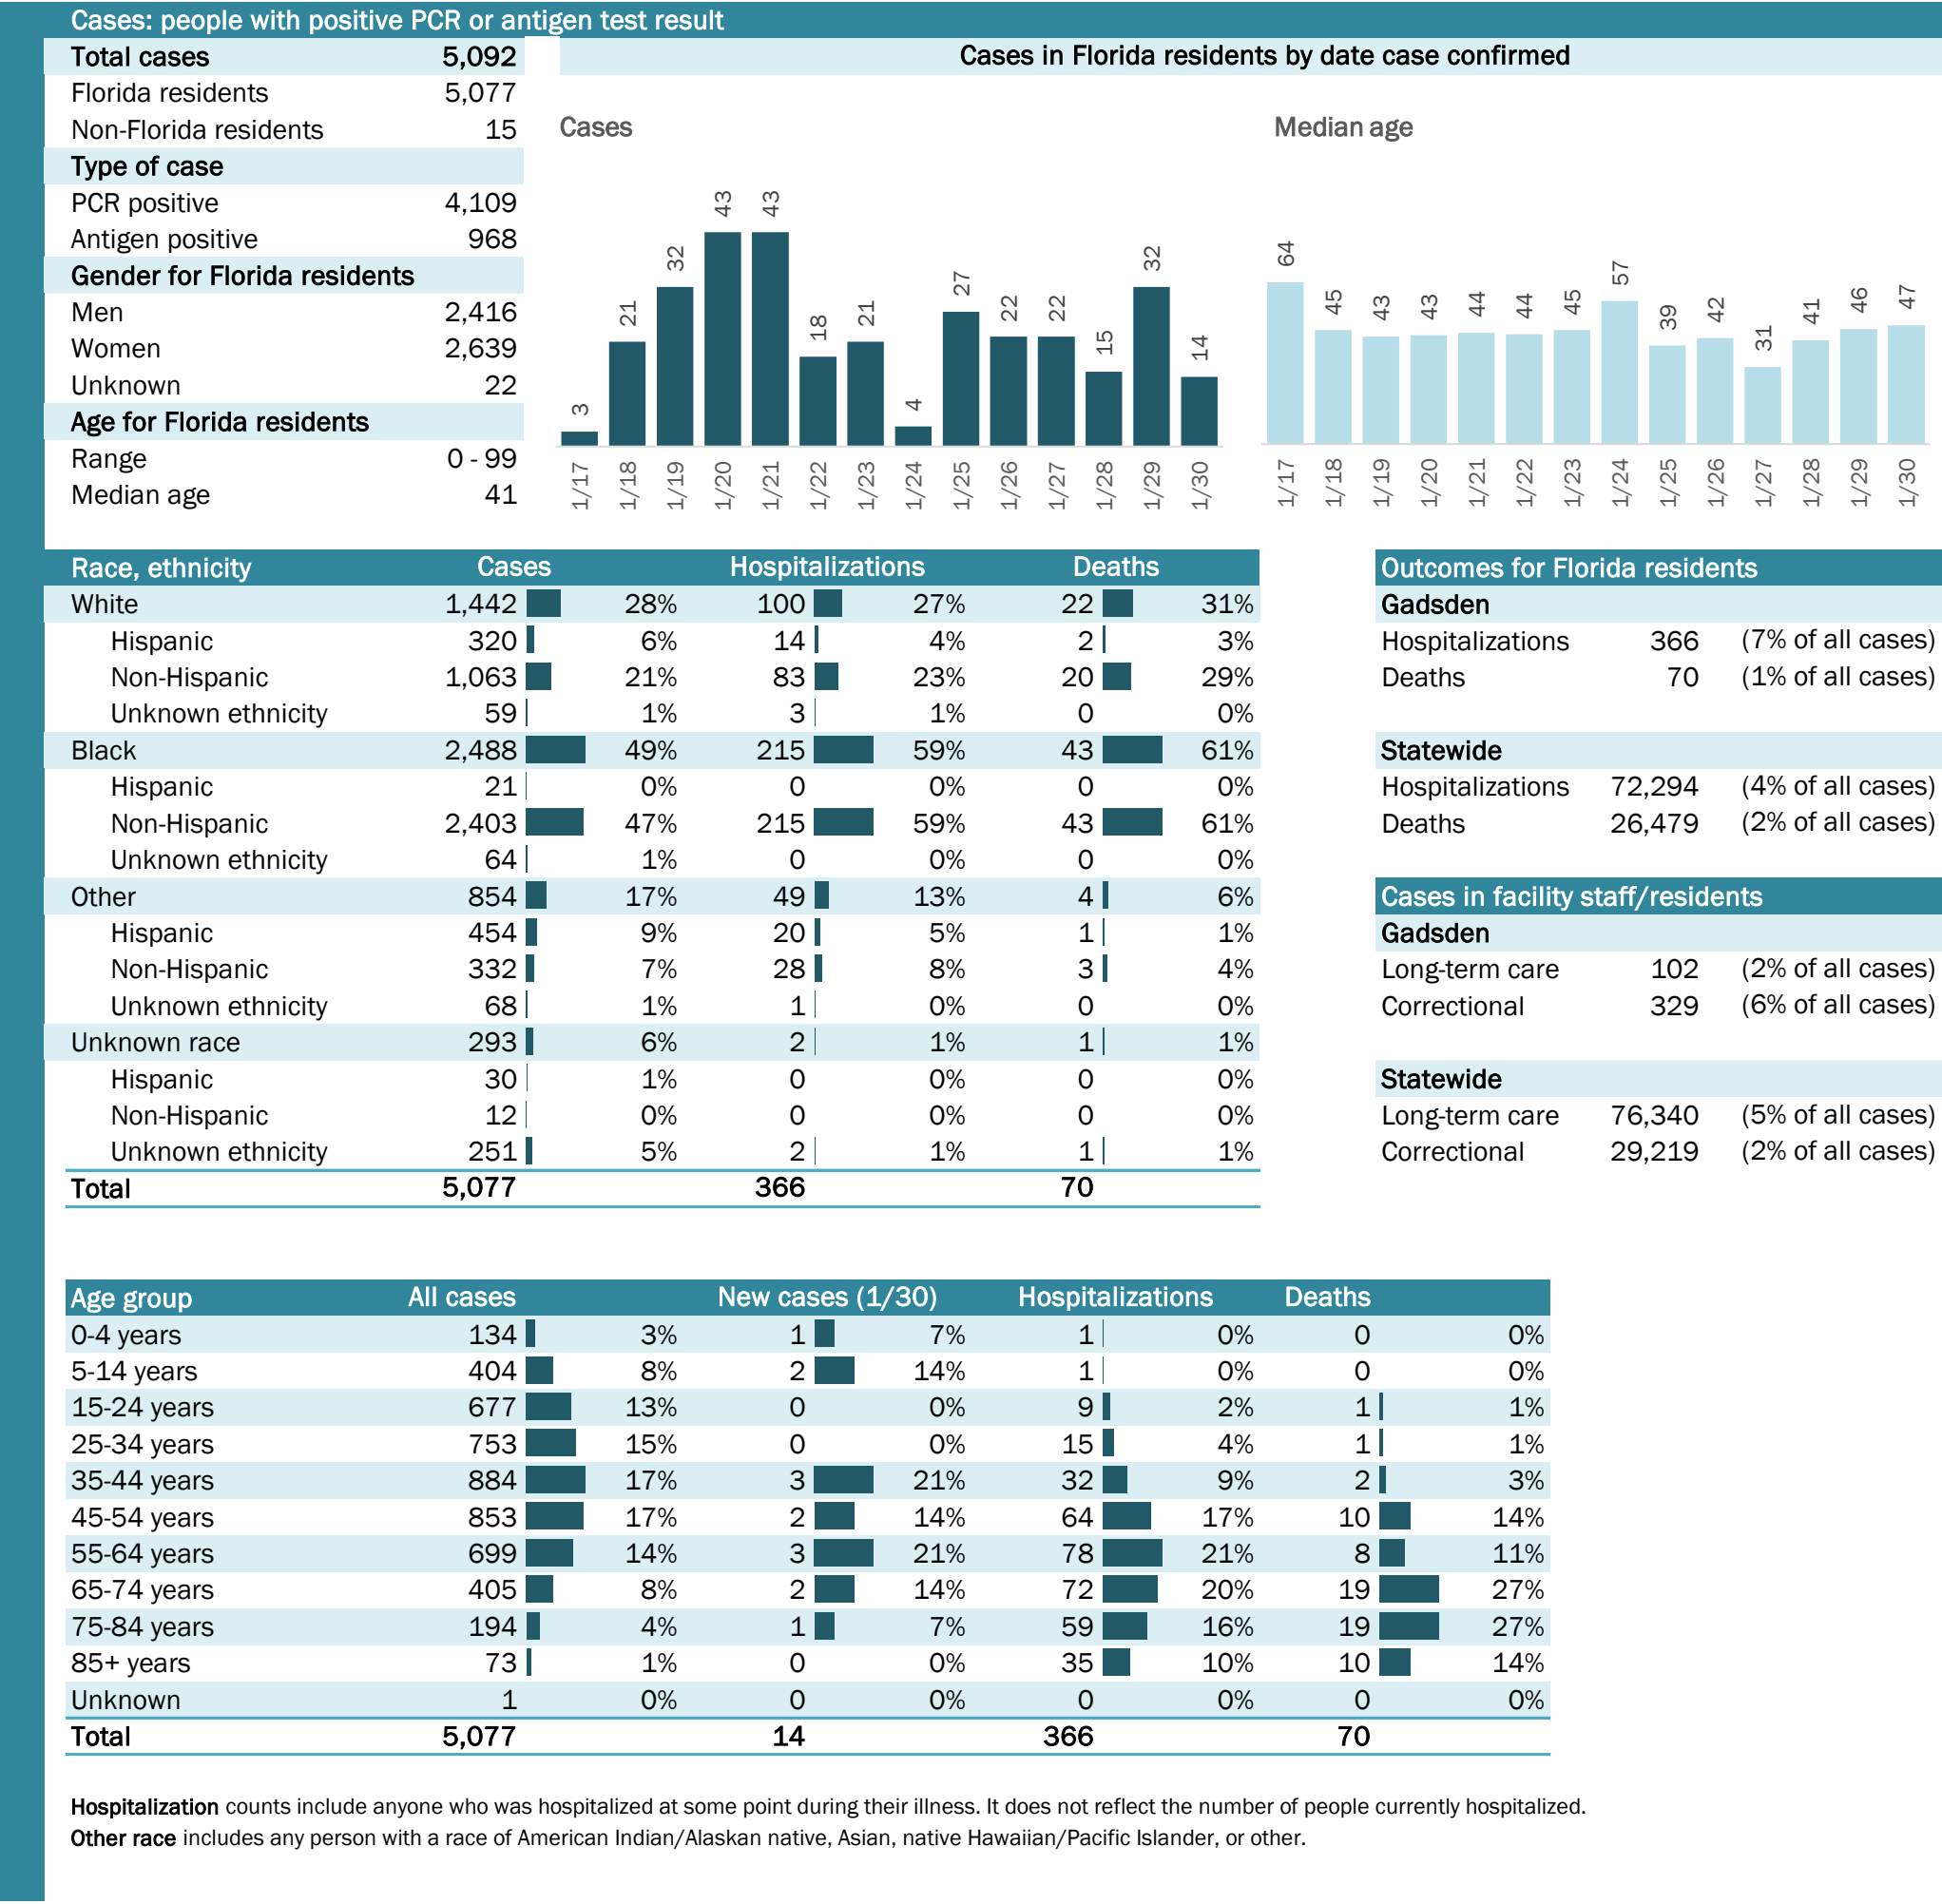 Cases: people with positive PCR or antigen test result
Total cases 5,092
Florida residents 5,077
Non-Florida residents 15
Type of case
PCR positive 4,109
Antigen positive 968
Gender for Florida residents
Men 2,416
Women 2,639
Unknown 22
Age for Florida residents
Range 0 - 99
Median age 41
Cases in Florida residents by date case confirmed
Cases
3 21 32 43 43 18 21 4 27 22 22 15 32 14
1/17 1/18 1/19 1/20 1/21 1/22 1/23 1/24 1/25 1/26 1/27 1/28 1/29 1/30
Median age
64 45 43 43 44 44 45 57 39 42 31 41 46 47
1/17 1/18 1/19 1/20 1/21 1/22 1/23 1/24 1/25 1/26 1/27 1/28 1/29 1/30
Race, ethnicity Cases Hospitalizations Deaths
White 1,442 28% 100 27% 22 31%
Hispanic 320 6% 14 4% 2 3%
Non-Hispanic 1,063 21% 83 23% 20 29%
Unknown ethnicity 59 1% 3 1% 0 0%
Black 2,488 49% 215 59% 43 61%
Hispanic 21 0% 0 0% 0 0%
Non-Hispanic 2,403 47% 215 59% 43 61%
Unknown ethnicity 64 1% 0 0% 0 0%
Other 854 17% 49 13% 4 6%
Hispanic 454 9% 20 5% 1 1%
Non-Hispanic 332 7% 28 8% 3 4%
Unknown ethnicity 68 1% 1 0% 0 0%
Unknown race 293 6% 2 1% 1 1%
Hispanic 30 1% 0 0% 0 0%
Non-Hispanic 12 0% 0 0% 0 0%
Unknown ethnicity 251 5% 2 1% 1 1%
Total 5,077 366 70
Outcomes for Florida residents
Gadsden
Hospitalizations 366 (7% of all cases)
Deaths 70 (1% of all cases)
Statewide
Hospitalizations 72,294 (4% of all cases)
Deaths 26,479 (2% of all cases)
Cases in facility staff/residents
Gadsden
Long-term care 102 (2% of all cases)
Correctional 329 (6% of all cases)
Statewide
Long-term care 76,340 (5% of all cases)
Correctional 29,219 (2% of all cases)
Age group All cases New cases (1/30) Hospitalizations Deaths
0-4 years 134 3% 1 7% 1 0% 0 0%
5-14 years 404 8% 2 14% 1 0% 0 0%
15-24 years 677 13% 0 0% 9 2% 1 1%
25-34 years 753 15% 0 0% 15 4% 1 1%
35-44 years 884 17% 3 21% 32 9% 2 3%
45-54 years 853 17% 2 14% 64 17% 10 14%
55-64 years 699 14% 3 21% 78 21% 8 11%
65-74 years 405 8% 2 14% 72 20% 19 27%
75-84 years 194 4% 1 7% 59 16% 19 27%
85+ years 73 1% 0 0% 35 10% 10 14%
Unknown 1 0% 0 0% 0 0% 0 0%
Total 5,077 14 366 70
Hospitalization counts include anyone who was hospitalized at some point during their illness. It does not reflect the number of people currently hospitalized.
Other race includes any person with a race of American Indian/Alaskan native, Asian, native Hawaiian/Pacific Islander, or other.